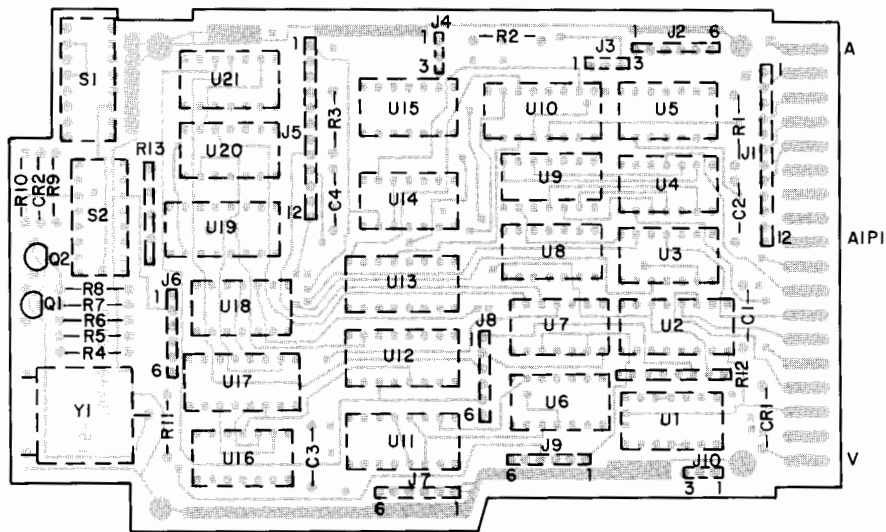 J4
1
3
-R2-
J3
1 3
J2
1 6
A
S1
U21
1
J5
12
-R3-
-C4-
U15
U10
U5
-R1-
1
J1
12
U20
R13
-R10-
-CR2-
-R9-
S2
U9
U4
-C2-
U14
U19
A1P1
Q2
U8
U3
U13
Q1
-R8-
-R7-
-R6-
-R5-
-R4-
J6
1
6
U18
U7
U2
-C1-
J8
1
6
U12
U17
R12
Y1
-R11-
U6
U1
-CR1-
U11
U16
-C3-
J9
6 1
J10
3 1
V
J7
6 1